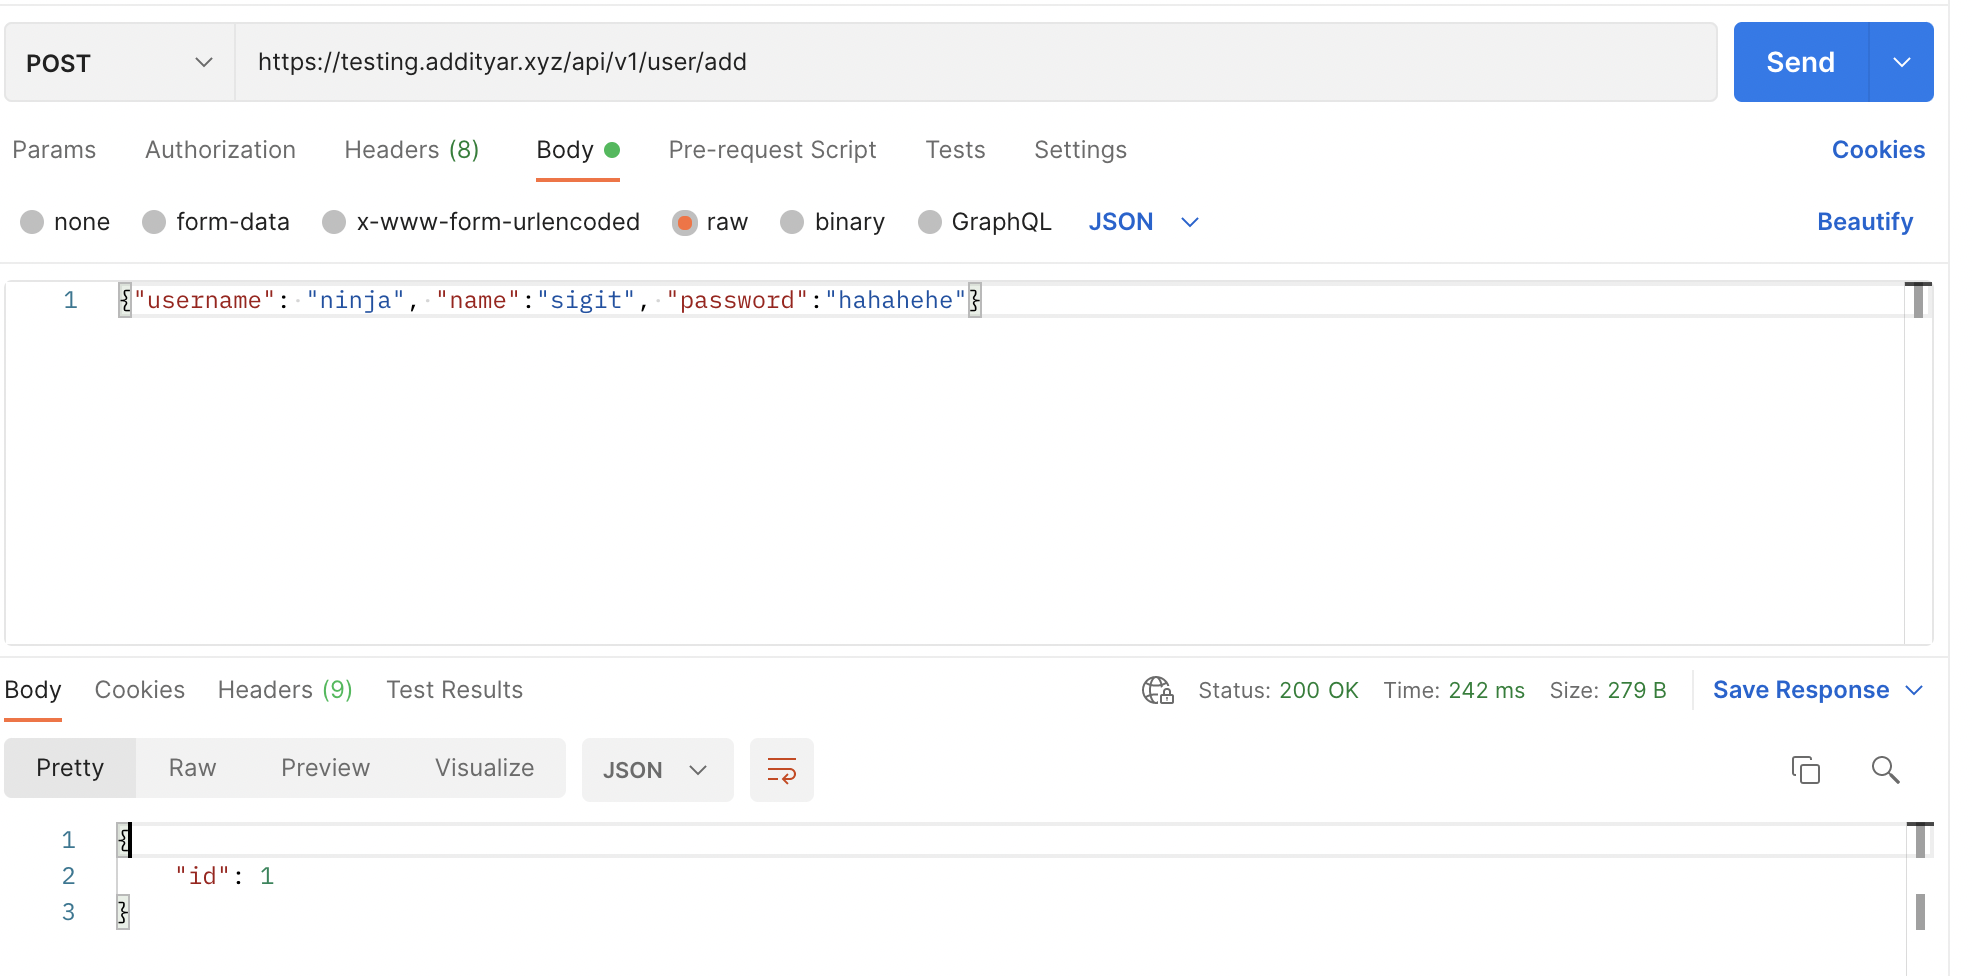 POST https://testing.addityar.xyz/api/v1/user/add Send
Params Authorization Headers (8) Body Pre-request Script Tests Settings Cookies
none form-data x-www-form-urlencoded raw binary GraphQL JSON Beautify
1 {"username": "ninja", "name":"sigit", "password":"hahahehe"}
Body Cookies Headers (9) Test Results Status: 200 OK Time: 242 ms Size: 279 B Save Response
Pretty Raw Preview Visualize JSON
1 {
2 "id": 1
3 }